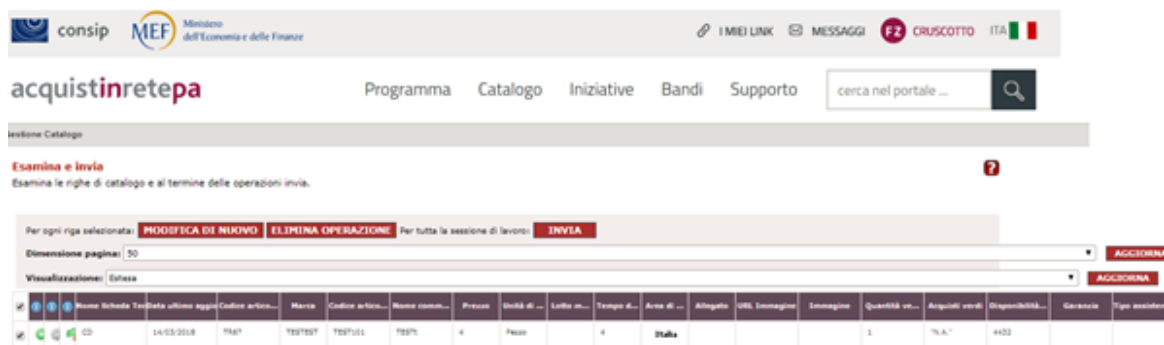 consip MEF Ministero dell'Economia e delle Finanze I MIEI LINK MESSAGGI FZ CRUSCOTTO ITA
acquistinretepa Programma Catalogo Iniziative Bandi Supporto cerca nel portale ...
Gestione Catalogo
Esamina e invia
Esamina le righe di catalogo e al termine delle operazioni invia.
Per ogni riga selezionata: MODIFICA DI NUOVO ELIMINA OPERAZIONE Per tutta la sessione di lavoro: INVIA
Dimensione pagina: 50 AGGIORNA
Visualizzazione: Estesa AGGIORNA
Nome Scheda Tec Data ultimo aggio Codice artico... Marca Codice artico... Nome comm... Prezzo Unità di ... Lotto m... Tempo d... Area di ... Allegato URL Immagine Immagine Quantità ve... Acquisti verdi Disponibilità... Garanzia Tipo assisten
CD 14/03/2018 TR67 TESTEST TEST101 TEST1 4 Pezzo 4 Italia 1 "N.A." 4432